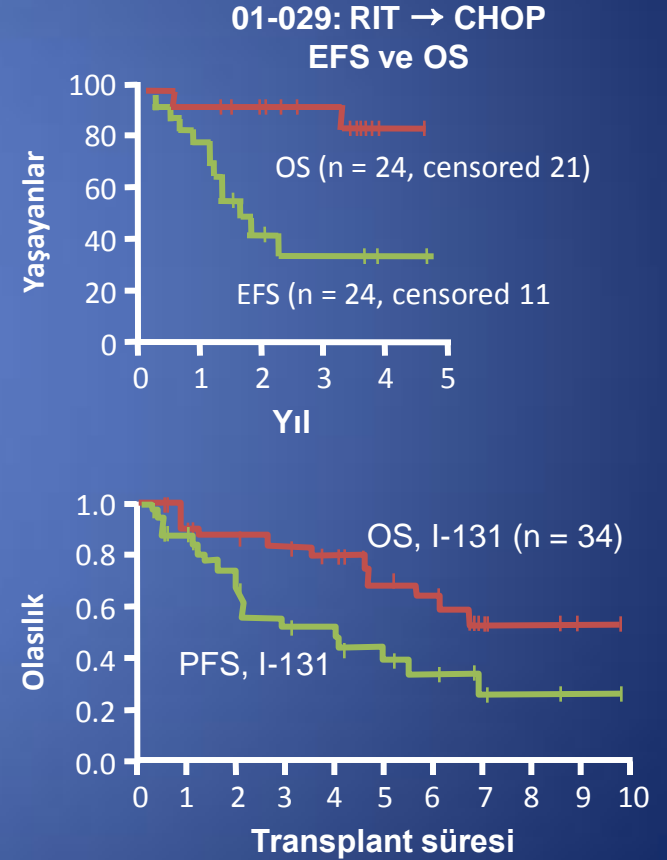 01-029: RIT → CHOP
EFS ve OS
Yaşayanlar
100
80
60
40
20
0
OS (n = 24, censored 21)
EFS (n = 24, censored 11
0 1 2 3 4 5
Yıl
Olasılık
1.0
0.8
0.6
0.4
0.2
0.0
OS, I-131 (n = 34)
PFS, I-131
0 1 2 3 4 5 6 7 8 9 10
Transplant süresi